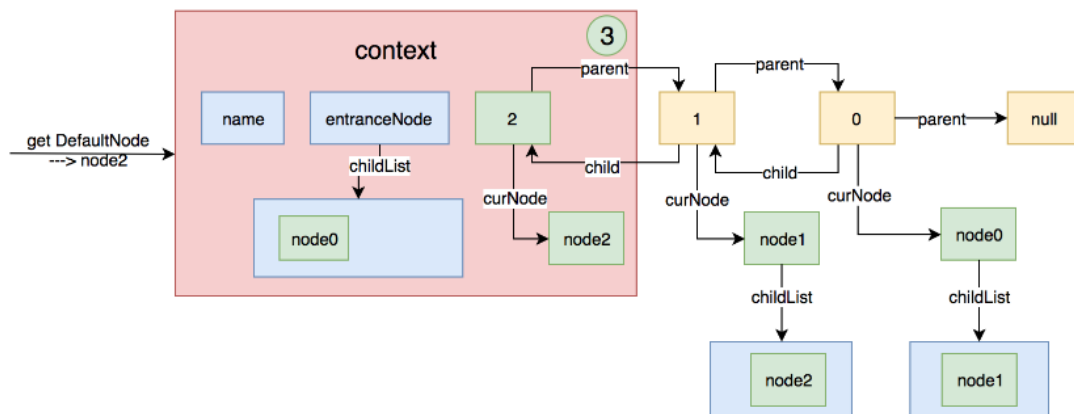 3
context
parent
parent
name
entranceNode
2
1
0
parent
null
get DefaultNode
---> node2
childList
child
child
curNode
curNode
curNode
node0
node2
node1
node0
childList
childList
node2
node1